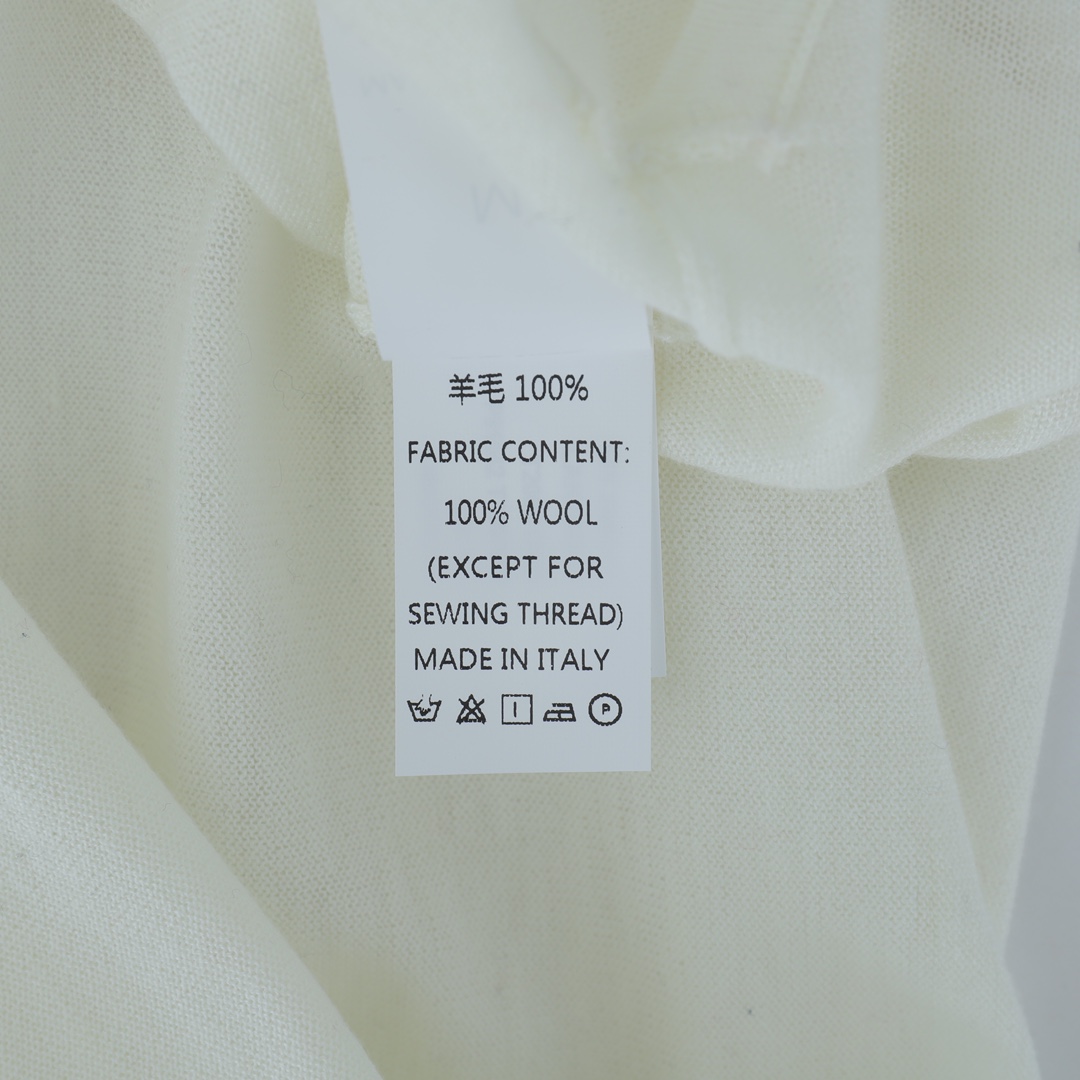 羊毛 100%
FABRIC CONTENT:
100% WOOL
(EXCEPT FOR
SEWING THREAD)
MADE IN ITALY
P